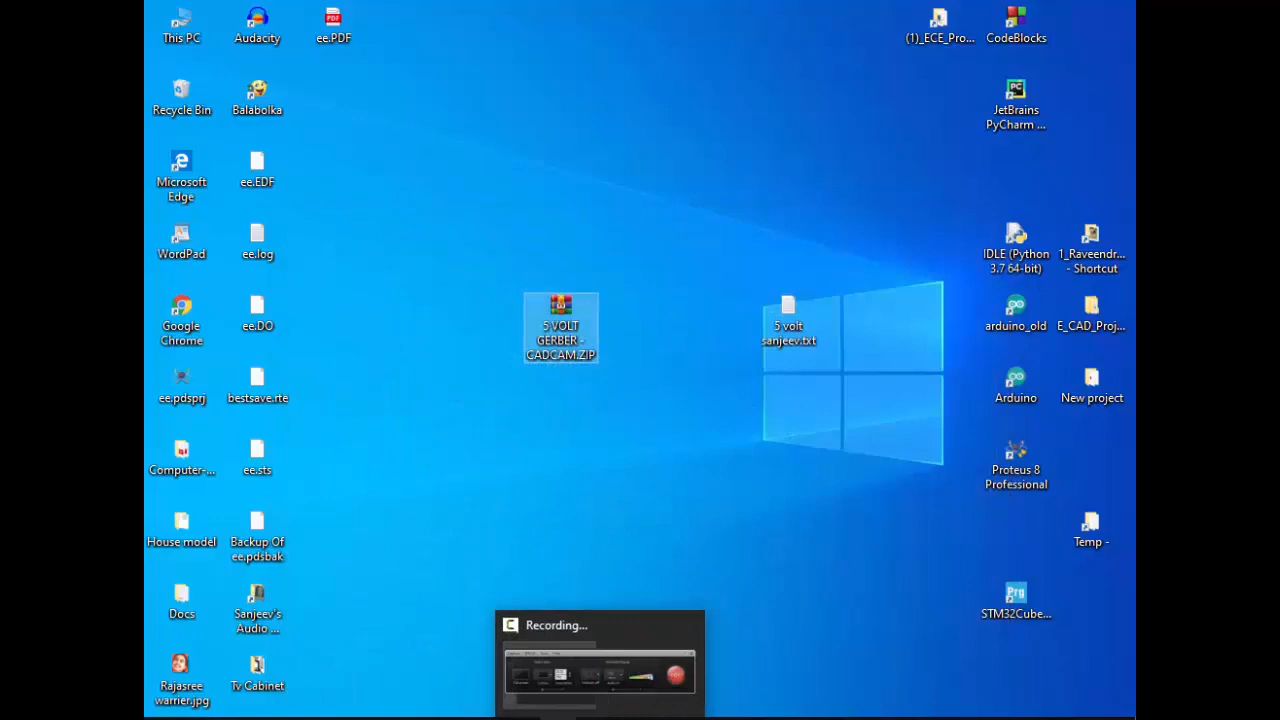 This PC
Audacity
ee.PDF
(1)_ECE_Pro...
CodeBlocks
Recycle Bin
Balabolka
PC
JetBrains
PyCharm ...
Microsoft
Edge
ee.EDF
WordPad
ee.log
IDLE (Python
3.7 64-bit)
1_Raveendr...
- Shortcut
Google
Chrome
ee.DO
5 VOLT
GERBER -
CADCAM.ZIP
5 volt
sanjeev.txt
arduino_old
E_CAD_Proj...
ee.pdsprj
bestsave.rte
Arduino
New project
Computer-...
ee.sts
Proteus 8
Professional
House model
Backup Of
ee.pdsbak
Temp -
Docs
Sanjeev's
Audio ...
Prg
STM32Cube...
Recording...
Rajasree
warrier.jpg
Tv Cabinet